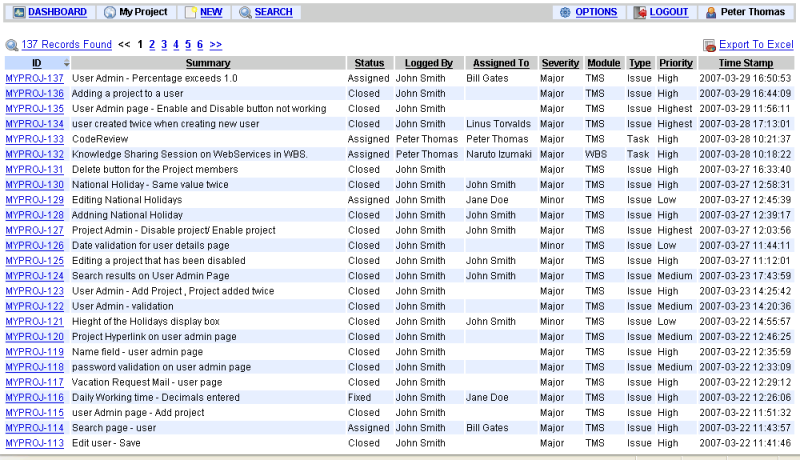 DASHBOARD My Project NEW SEARCH OPTIONS LOGOUT Peter Thomas
137 Records Found << 1 2 3 4 5 6 >> Export To Excel
ID Summary Status Logged By Assigned To Severity Module Type Priority Time Stamp
MYPROJ-137 User Admin - Percentage exceeds 1.0 Assigned John Smith Bill Gates Major TMS Issue High 2007-03-29 16:50:53
MYPROJ-136 Adding a project to a user Closed John Smith Major TMS Issue High 2007-03-29 16:44:09
MYPROJ-135 User Admin page - Enable and Disable button not working Closed John Smith Major TMS Issue Highest 2007-03-29 11:56:11
MYPROJ-134 user created twice when creating new user Closed John Smith Linus Torvalds Major TMS Issue Highest 2007-03-28 17:13:01
MYPROJ-133 CodeReview Assigned Peter Thomas Peter Thomas Major TMS Task High 2007-03-28 10:21:37
MYPROJ-132 Knowledge Sharing Session on WebServices in WBS. Assigned Peter Thomas Naruto Izumaki Major WBS Task High 2007-03-28 10:18:22
MYPROJ-131 Delete button for the Project members Closed John Smith Major TMS Issue High 2007-03-27 16:33:40
MYPROJ-130 National Holiday - Same value twice Closed John Smith John Smith Major TMS Issue High 2007-03-27 12:58:31
MYPROJ-129 Editing National Holidays Assigned John Smith Jane Doe Minor TMS Issue Low 2007-03-27 12:45:39
MYPROJ-128 Addning National Holiday Closed John Smith John Smith Major TMS Issue High 2007-03-27 12:39:17
MYPROJ-127 Project Admin - Disable project/ Enable project Closed John Smith John Smith Major TMS Issue Highest 2007-03-27 12:03:56
MYPROJ-126 Date validation for user details page Closed John Smith Minor TMS Issue Low 2007-03-27 11:44:11
MYPROJ-125 Editing a project that has been disabled Closed John Smith John Smith Major TMS Issue High 2007-03-27 11:12:01
MYPROJ-124 Search results on User Admin Page Closed John Smith John Smith Major TMS Issue Medium 2007-03-23 17:43:59
MYPROJ-123 User Admin - Add Project , Project added twice Closed John Smith Major TMS Issue High 2007-03-23 14:25:42
MYPROJ-122 User Admin - validation Closed John Smith Major TMS Issue Medium 2007-03-23 14:20:36
MYPROJ-121 Hieght of the Holidays display box Closed John Smith John Smith Minor TMS Issue Low 2007-03-22 14:55:57
MYPROJ-120 Project Hyperlink on user admin page Closed John Smith Major TMS Issue Medium 2007-03-22 12:46:25
MYPROJ-119 Name field - user admin page Closed John Smith Major TMS Issue High 2007-03-22 12:35:59
MYPROJ-118 password validation on user admin page Closed John Smith Major TMS Issue Medium 2007-03-22 12:33:09
MYPROJ-117 Vacation Request Mail - user page Closed John Smith Major TMS Issue High 2007-03-22 12:29:12
MYPROJ-116 Daily Working time - Decimals entered Fixed John Smith Jane Doe Major TMS Issue High 2007-03-22 12:26:06
MYPROJ-115 user Admin page - Add project Closed John Smith Major TMS Issue High 2007-03-22 11:51:32
MYPROJ-114 Search page - user Assigned John Smith Bill Gates Major TMS Issue High 2007-03-22 11:43:57
MYPROJ-113 Edit user - Save Closed John Smith Major TMS Issue High 2007-03-22 11:41:46